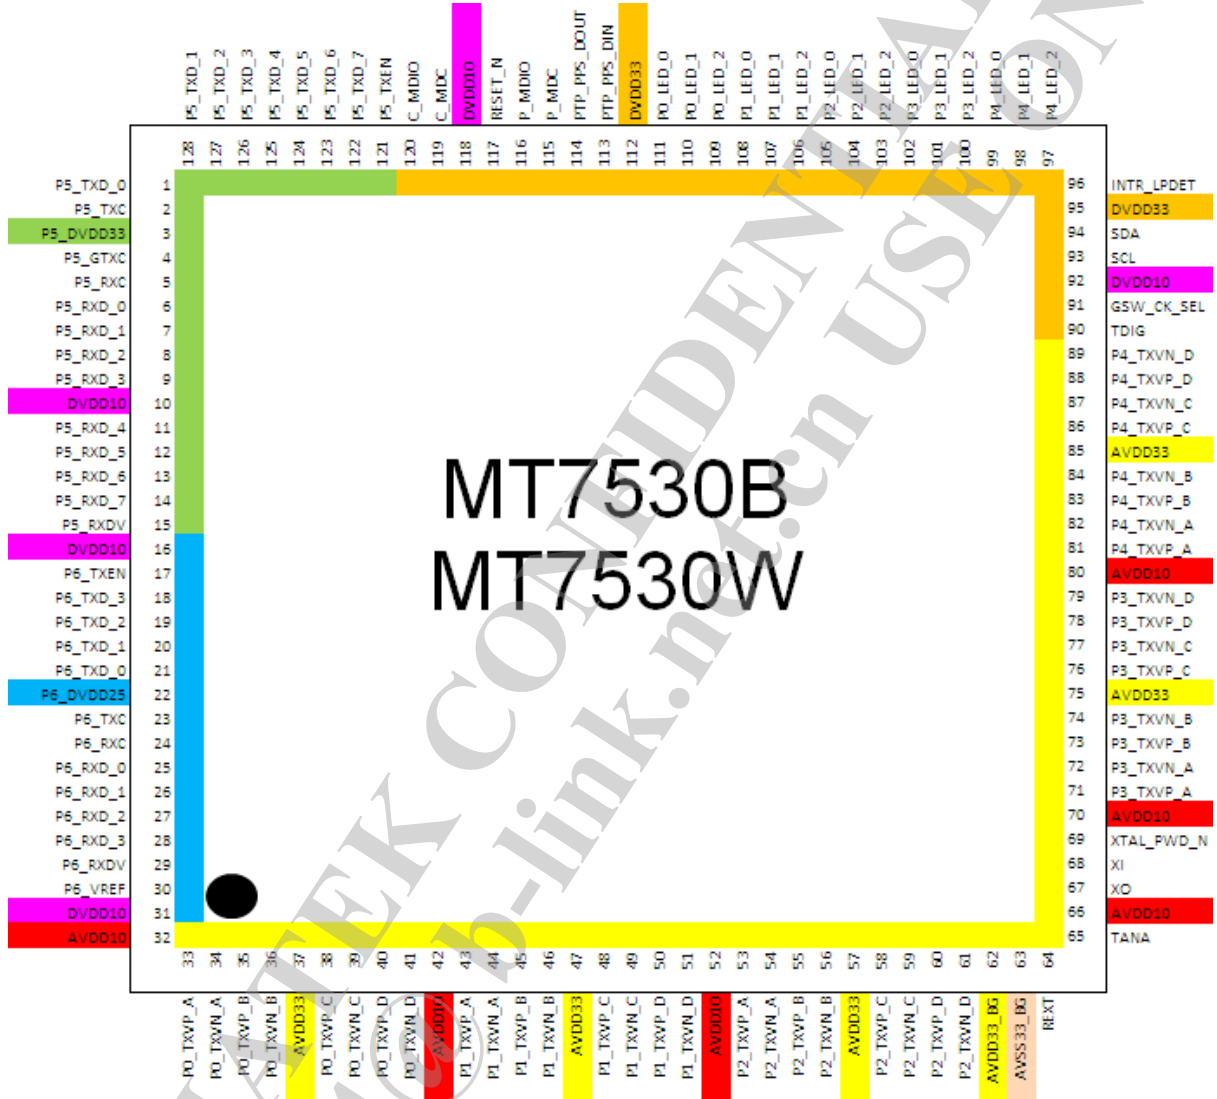 P5_TXD_1
P5_TXD_2
P5_TXD_3
P5_TXD_4
P5_TXD_5
P5_TXD_6
P5_TXD_7
P5_TXEN
C_MDIO
C_MDC
DVDD10
RESET_N
P_MDIO
P_MDC
PTP_PPS_DOUT
PTP_PPS_DIN
DVDD33
P0_LED_0
P0_LED_1
P0_LED_2
P1_LED_0
P1_LED_1
P1_LED_2
P2_LED_0
P2_LED_1
P2_LED_2
P3_LED_0
P3_LED_1
P3_LED_2
P4_LED_0
P4_LED_1
P4_LED_2
128
127
126
125
124
123
122
121
120
119
118
117
116
115
114
113
112
111
110
109
108
107
106
105
104
103
102
101
100
99
98
97
P5_TXD_0 1
P5_TXC 2
P5_DVDD33 3
P5_GTXC 4
P5_RXC 5
P5_RXD_0 6
P5_RXD_1 7
P5_RXD_2 8
P5_RXD_3 9
DVDD10 10
P5_RXD_4 11
P5_RXD_5 12
P5_RXD_6 13
P5_RXD_7 14
P5_RXDV 15
DVDD10 16
P6_TXEN 17
P6_TXD_3 18
P6_TXD_2 19
P6_TXD_1 20
P6_TXD_0 21
P6_DVDD25 22
P6_TXC 23
P6_RXC 24
P6_RXD_0 25
P6_RXD_1 26
P6_RXD_2 27
P6_RXD_3 28
P6_RXDV 29
P6_VREF 30
DVDD10 31
AVDD10 32
MT7530B
MT7530W
96 INTR_LPDET
95 DVDD33
94 SDA
93 SCL
92 DVDD10
91 GSW_CK_SEL
90 TDIG
89 P4_TXVN_D
88 P4_TXVP_D
87 P4_TXVN_C
86 P4_TXVP_C
85 AVDD33
84 P4_TXVN_B
83 P4_TXVP_B
82 P4_TXVN_A
81 P4_TXVP_A
80 AVDD10
79 P3_TXVN_D
78 P3_TXVP_D
77 P3_TXVN_C
76 P3_TXVP_C
75 AVDD33
74 P3_TXVN_B
73 P3_TXVP_B
72 P3_TXVN_A
71 P3_TXVP_A
70 AVDD10
69 XTAL_PWD_N
68 XI
67 XO
66 AVDD10
65 TANA
33
34
35
36
37
38
39
40
41
42
43
44
45
46
47
48
49
50
51
52
53
54
55
56
57
58
59
60
61
62
63
64
P0_TXVP_A
P0_TXVN_A
P0_TXVP_B
P0_TXVN_B
AVDD33
P0_TXVP_C
P0_TXVN_C
P0_TXVP_D
P0_TXVN_D
AVDD10
P1_TXVP_A
P1_TXVN_A
P1_TXVP_B
P1_TXVN_B
AVDD33
P1_TXVP_C
P1_TXVN_C
P1_TXVP_D
P1_TXVN_D
AVDD10
P2_TXVP_A
P2_TXVN_A
P2_TXVP_B
P2_TXVN_B
AVDD33
P2_TXVP_C
P2_TXVN_C
P2_TXVP_D
P2_TXVN_D
AVDD33_BG
AVSS33_BG
REXT
ATEK CONFIDENTIA
@b-link.net.cn USE ON